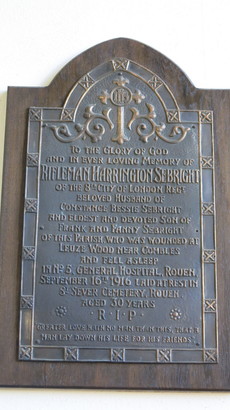 IHS
TO THE GLORY OF GOD
AND IN EVER LOVING MEMORY OF
RIFLEMAN HARRINGTON SEBRIGHT
OF THE 8TH CITY OF LONDON REGT.
BELOVED HUSBAND OF
CONSTANCE BESSIE SEBRIGHT
AND ELDEST AND DEVOTED SON OF
FRANK AND FANNY SEBRIGHT
OF THIS PARISH, WHO WAS WOUNDED AT
LEUZE WOOD NEAR COMBLES
AND FELL ASLEEP
IN No 5. GENERAL HOSPITAL, ROUEN
SEPTEMBER 16TH 1916. LAID AT REST IN
ST SEVER CEMETERY, ROUEN
AGED 30 YEARS
R · I · P
GREATER LOVE HATH NO MAN THAN THIS, THAT A
MAN LAY DOWN HIS LIFE FOR HIS FRIENDS